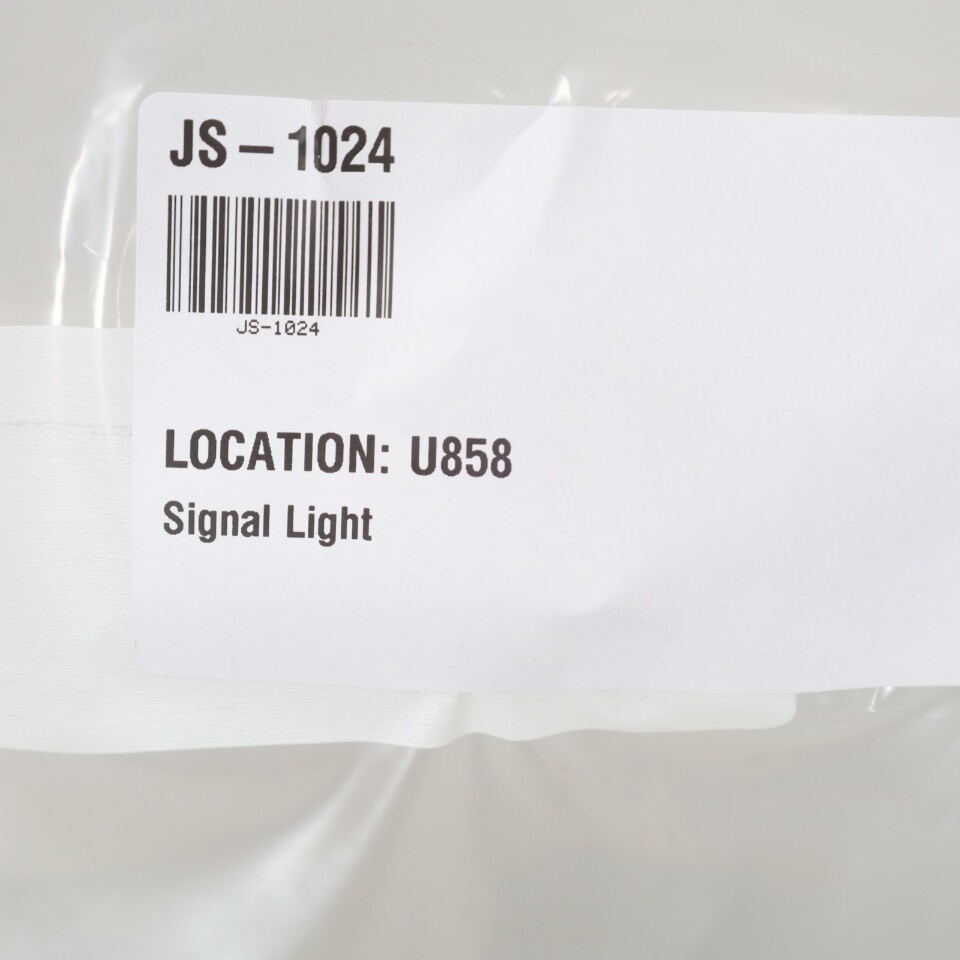 JS – 1024
JS-1024
LOCATION: U858
Signal Light